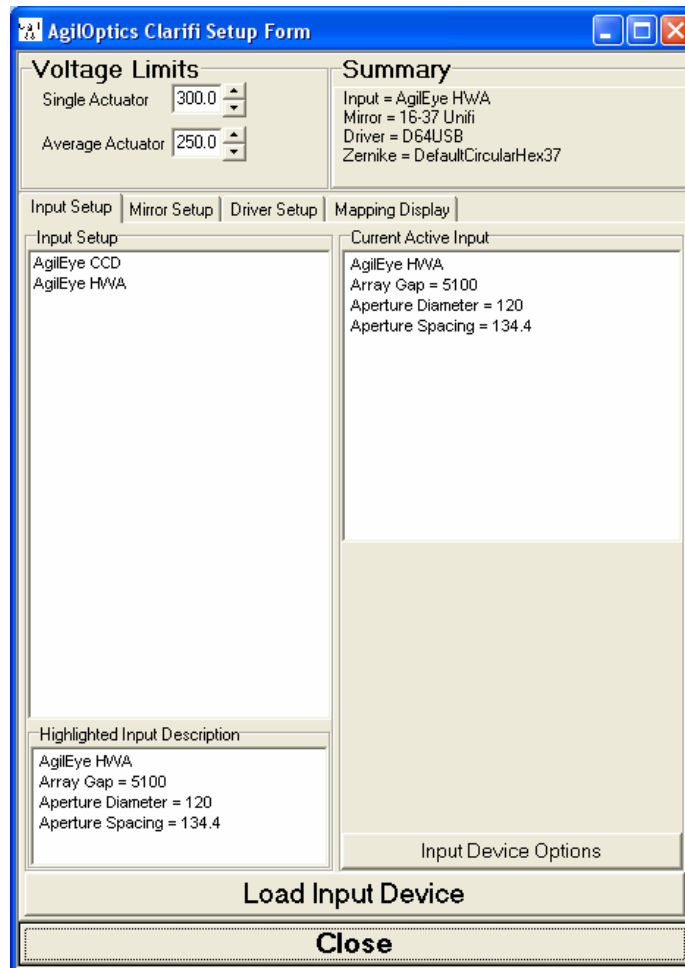 AgilOptics Clarifi Setup Form
Voltage Limits
Single Actuator 300.0
Average Actuator 250.0
Summary
Input = AgilEye HWA
Mirror = 16-37 Unifi
Driver = D64USB
Zernike = DefaultCircularHex37
Input Setup Mirror Setup Driver Setup Mapping Display
Input Setup
AgilEye CCD
AgilEye HWA
Current Active Input
AgilEye HWA
Array Gap = 5100
Aperture Diameter = 120
Aperture Spacing = 134.4
Highlighted Input Description
AgilEye HWA
Array Gap = 5100
Aperture Diameter = 120
Aperture Spacing = 134.4
Input Device Options
Load Input Device
Close